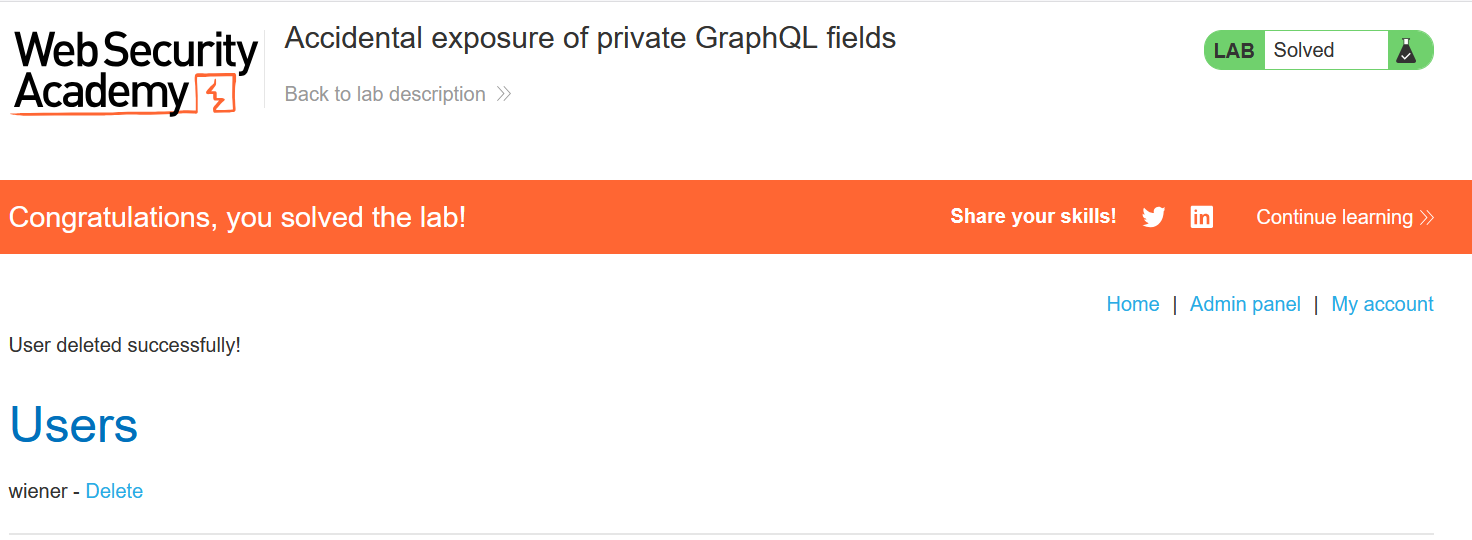 Web Security
Academy
Accidental exposure of private GraphQL fields
Back to lab description
LAB Solved
Congratulations, you solved the lab!
Share your skills!
Continue learning
Home | Admin panel | My account
User deleted successfully!
Users
wiener - Delete